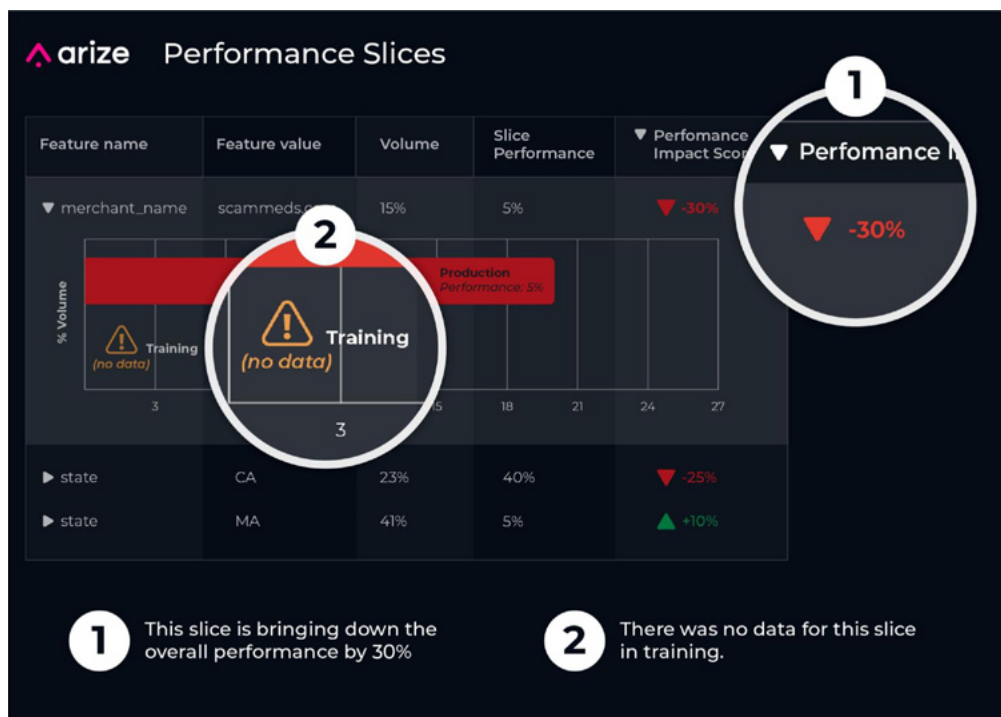 arize Performance Slices
1
Feature name Feature value Volume Slice Performance Perfomance Impact Scor
Perfomance I
merchant_name scammeds. 15% 5% -30%
-30%
2
% Volume
Production
Performance: 5%
Training
(no data)
Training
(no data)
3 3 15 18 21 24 27
state CA 23% 40% -25%
state MA 41% 5% +10%
1 This slice is bringing down the
overall performance by 30%
2 There was no data for this slice
in training.